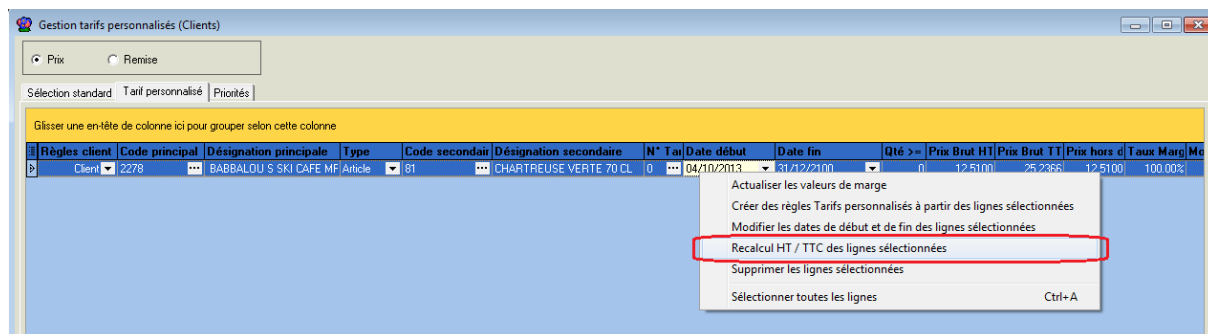 Gestion tarifs personnalisés (Clients)
Prix Remise
Sélection standard Tarif personnalisé Priorités
Glisser une en-tête de colonne ici pour grouper selon cette colonne
Règles client Code principal Désignation principale Type Code secondair Désignation secondaire N° Tar Date début Date fin Qté >= Prix Brut HT Prix Brut TT Prix hors d Taux Marg Mo
Client 2278 ... BABBALOU S SKI CAFE MF Article 81 ... CHARTREUSE VERTE 70 CL 0 ... 04/10/2013 31/12/2100 0 12.5100 25.2366 12.5100 100.00%
Actualiser les valeurs de marge
Créer des règles Tarifs personnalisés à partir des lignes sélectionnées
Modifier les dates de début et de fin des lignes sélectionnées
Recalcul HT / TTC des lignes sélectionnées
Supprimer les lignes sélectionnées
Sélectionner toutes les lignes Ctrl+A